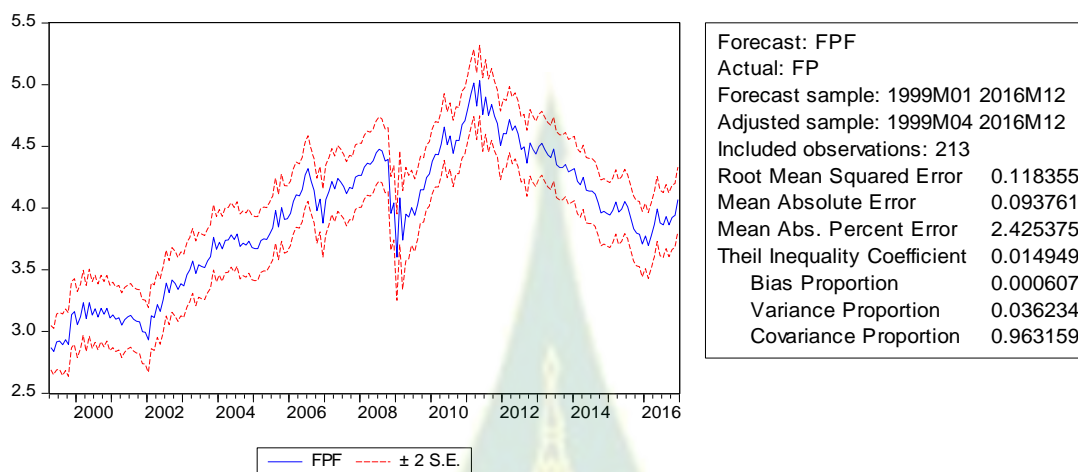 5.5
5.0
4.5
4.0
3.5
3.0
2.5
2000 2002 2004 2006 2008 2010 2012 2014 2016
FPF ± 2 S.E.
Forecast: FPF
Actual: FP
Forecast sample: 1999M01 2016M12
Adjusted sample: 1999M04 2016M12
Included observations: 213
Root Mean Squared Error 0.118355
Mean Absolute Error 0.093761
Mean Abs. Percent Error 2.425375
Theil Inequality Coefficient 0.014949
Bias Proportion 0.000607
Variance Proportion 0.036234
Covariance Proportion 0.963159